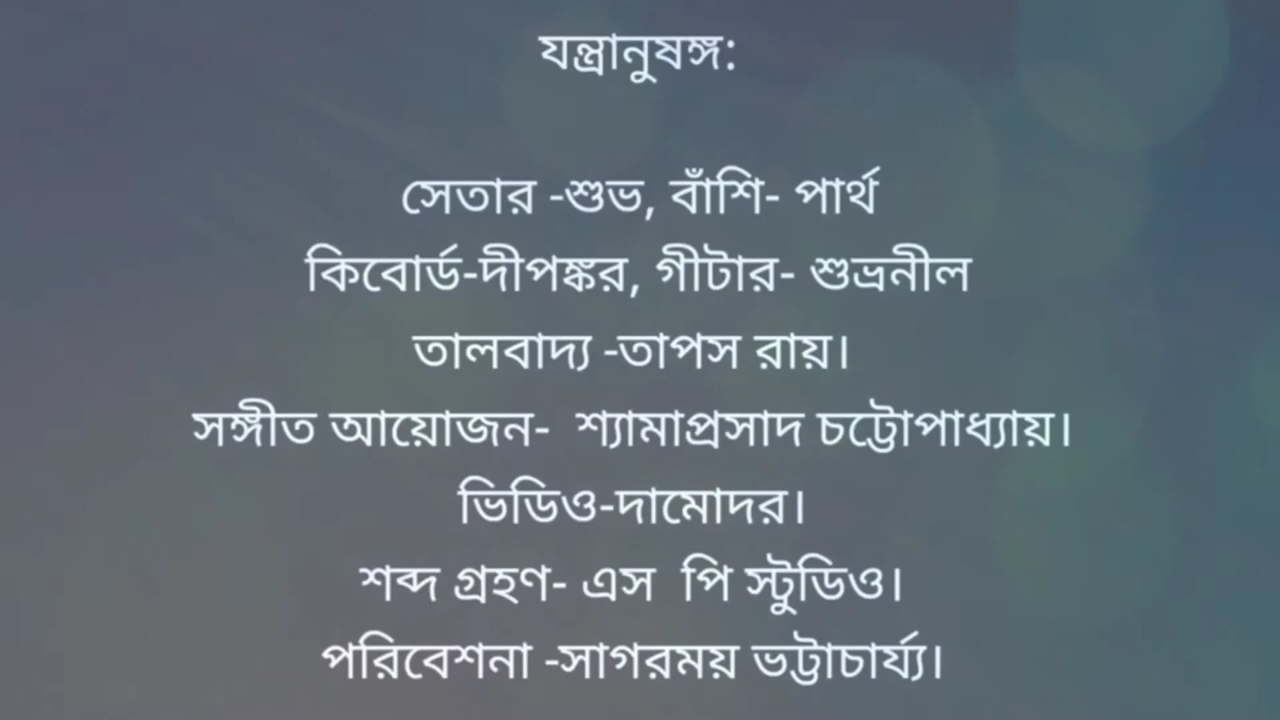 যন্ত্রানুষঙ্গ:
সেতার -শুভ, বাঁশি- পার্থ
কিবোর্ড-দীপঙ্কর, গীটার- শুভ্রনীল
তালবাদ্য -তাপস রায়।
সঙ্গীত আয়োজন-  শ্যামাপ্রসাদ চট্টোপাধ্যায়।
ভিডিও-দামোদর।
শব্দ গ্রহণ- এস  পি স্টুডিও।
পরিবেশনা -সাগরময় ভট্টাচার্য্য।